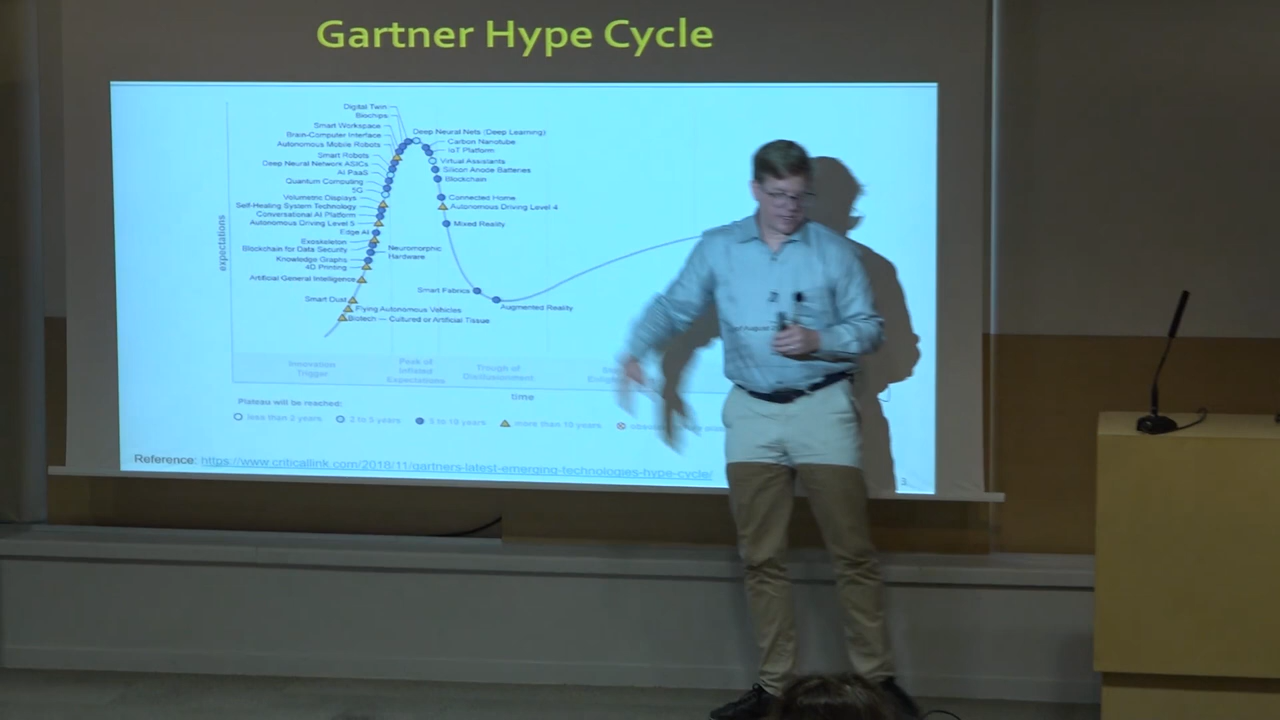 Gartner Hype Cycle
Digital Twin
Biochips
Smart Workspace
Brain-Computer Interface
Autonomous Mobile Robots
Smart Robots
Deep Neural Network ASICs
AI PaaS
Quantum Computing
5G
Volumetric Displays
Self-Healing System Technology
Conversational AI Platform
Autonomous Driving Level 5
Edge AI
Exoskeleton
Blockchain for Data Security
Knowledge Graphs
4D Printing
Artificial General Intelligence
Smart Dust
Flying Autonomous Vehicles
Biotech — Cultured or Artificial Tissue
Deep Neural Nets (Deep Learning)
Carbon Nanotube
IoT Platform
Virtual Assistants
Silicon Anode Batteries
Blockchain
Connected Home
Autonomous Driving Level 4
Mixed Reality
Neuromorphic
Hardware
Smart Fabrics
Augmented Reality
expectations
of August
Innovation
Trigger
Peak of
Inflated
Expectations
Trough of
Disillusionment
time
Plateau will be reached:
less than 2 years
2 to 5 years
5 to 10 years
more than 10 years
Reference: https://www.criticallink.com/2018/11/gartners-latest-emerging-technologies-hype-cycle/
3